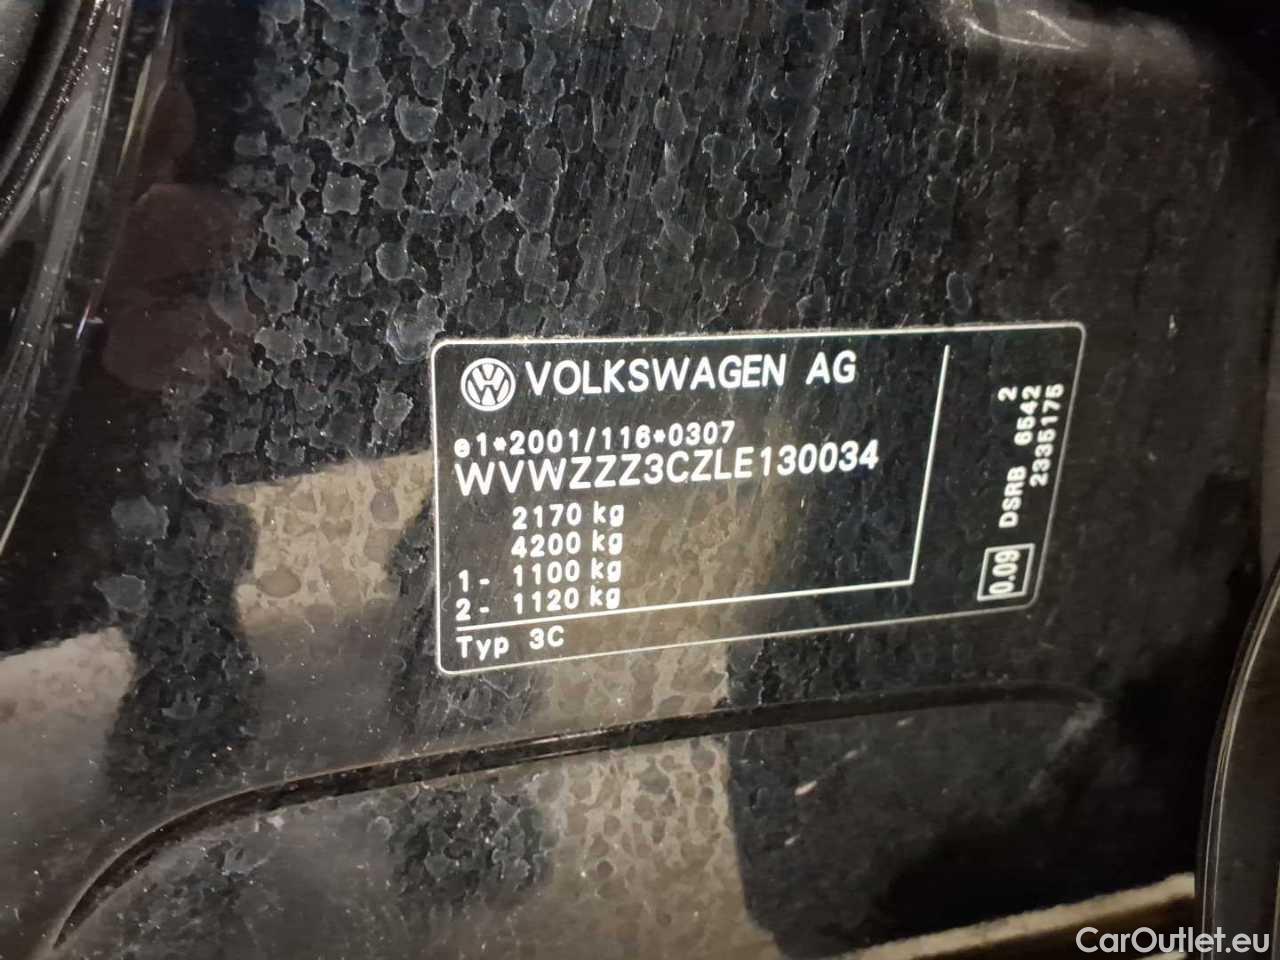 VOLKSWAGEN AG
e1*2001/116*0307
WVWZZZ3CZLE130034
2170 kg
4200 kg
1 - 1100 kg
2 - 1120 kg
Typ 3C
2
DSRB 6542
2335175
0.09
CarOutlet.eu